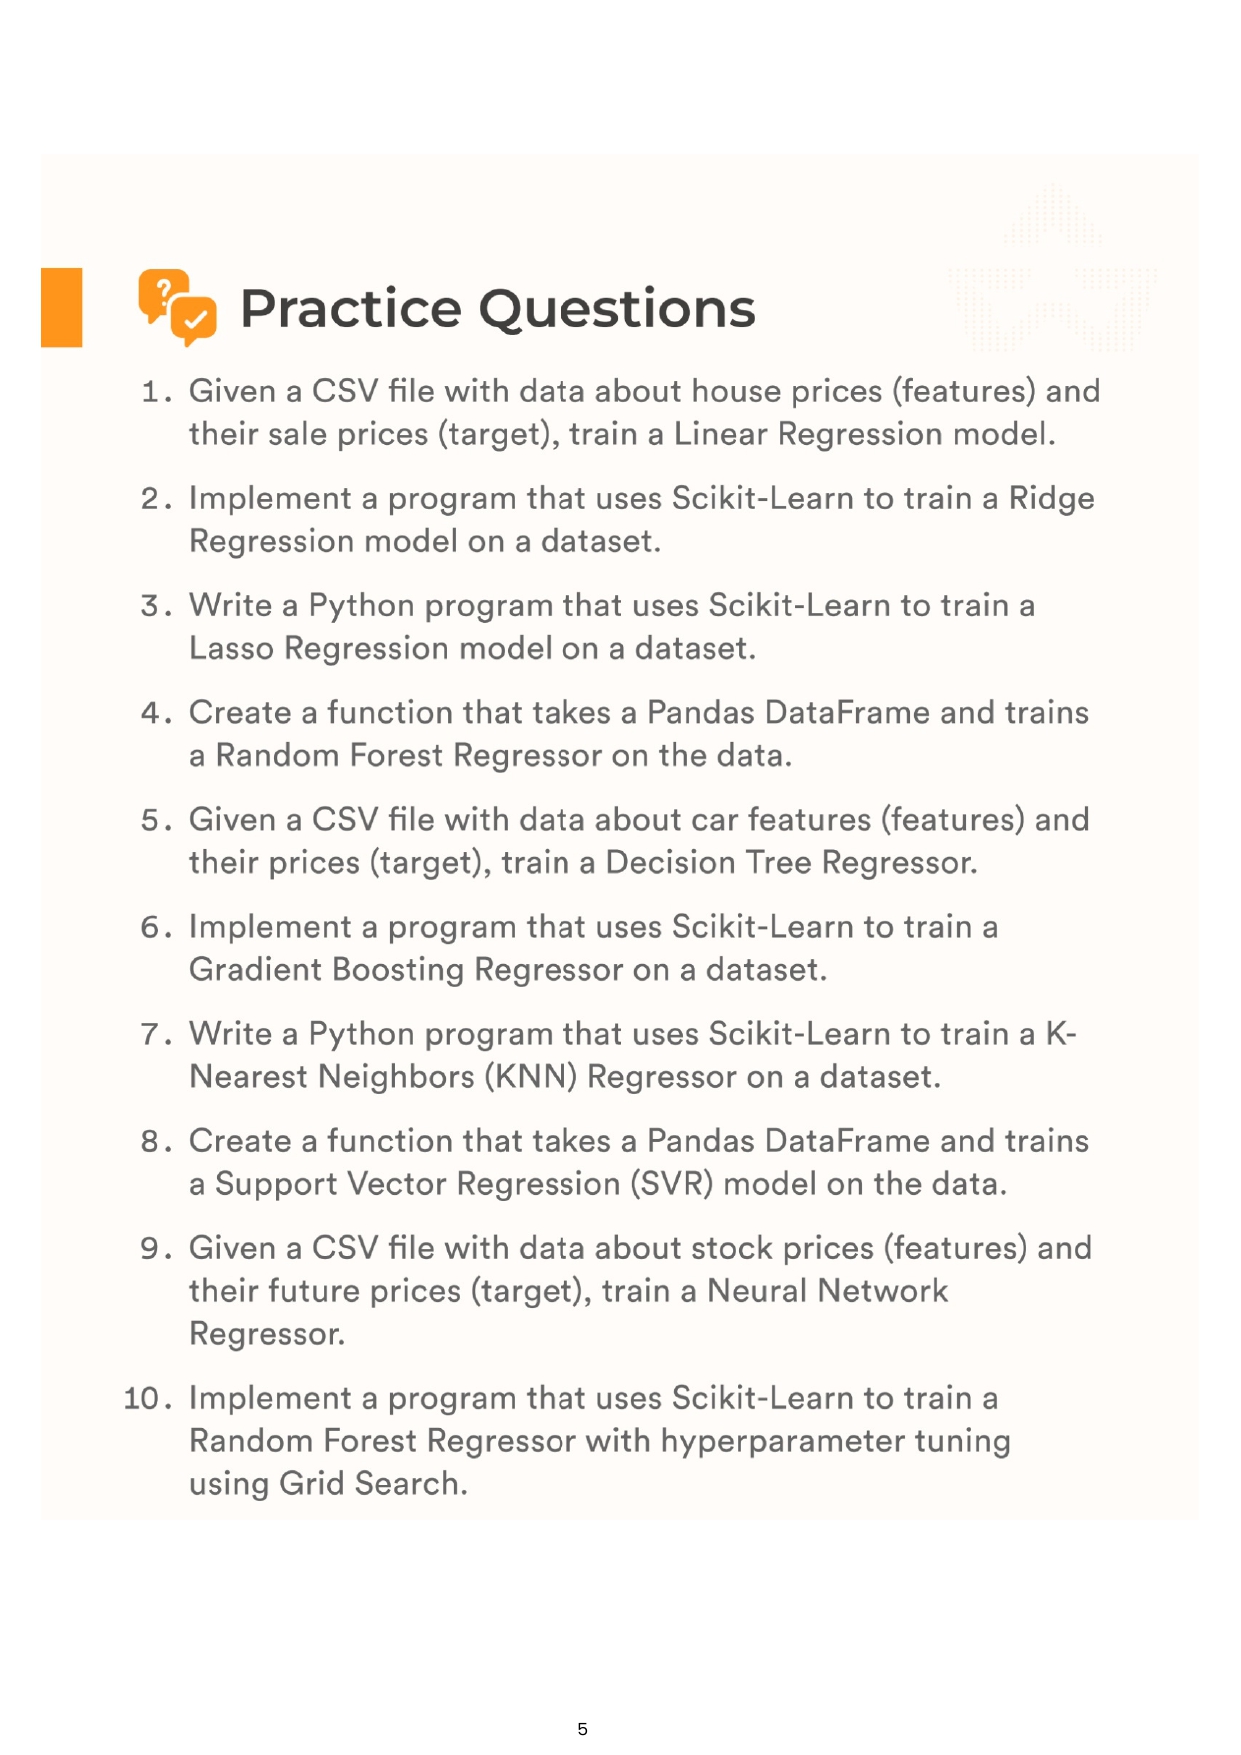 Practice Questions
1. Given a CSV file with data about house prices (features) and
their sale prices (target), train a Linear Regression model.
2. Implement a program that uses Scikit-Learn to train a Ridge
Regression model on a dataset.
3. Write a Python program that uses Scikit-Learn to train a
Lasso Regression model on a dataset.
4. Create a function that takes a Pandas DataFrame and trains
a Random Forest Regressor on the data.
5. Given a CSV file with data about car features (features) and
their prices (target), train a Decision Tree Regressor.
6. Implement a program that uses Scikit-Learn to train a
Gradient Boosting Regressor on a dataset.
7. Write a Python program that uses Scikit-Learn to train a K-
Nearest Neighbors (KNN) Regressor on a dataset.
8. Create a function that takes a Pandas DataFrame and trains
a Support Vector Regression (SVR) model on the data.
9. Given a CSV file with data about stock prices (features) and
their future prices (target), train a Neural Network
Regressor.
10. Implement a program that uses Scikit-Learn to train a
Random Forest Regressor with hyperparameter tuning
using Grid Search.
5